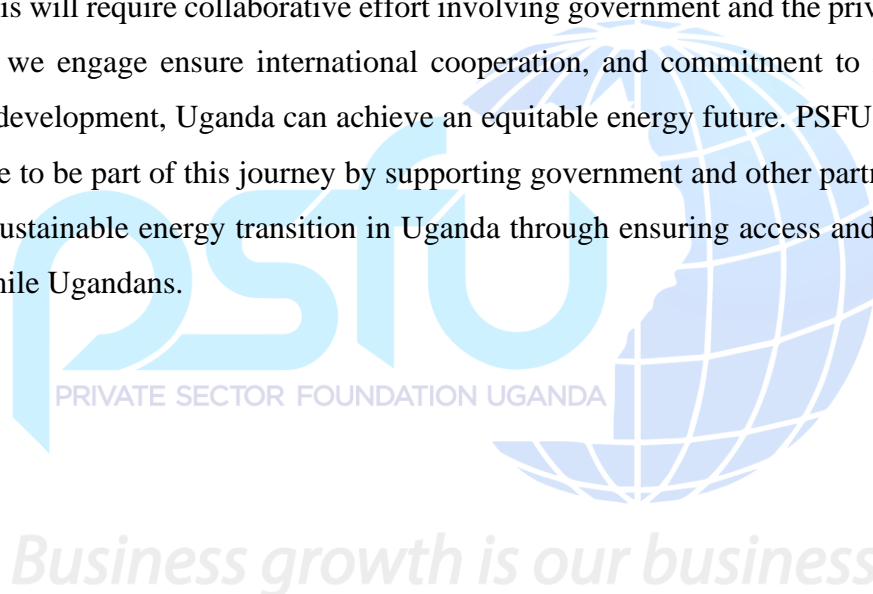 is will require collaborative effort involving government and the priv
we engage ensure international cooperation, and commitment to
development, Uganda can achieve an equitable energy future. PSFU
e to be part of this journey by supporting government and other partn
ustainable energy transition in Uganda through ensuring access and
nile Ugandans.
psfu
PRIVATE SECTOR FOUNDATION UGANDA
Business growth is our business